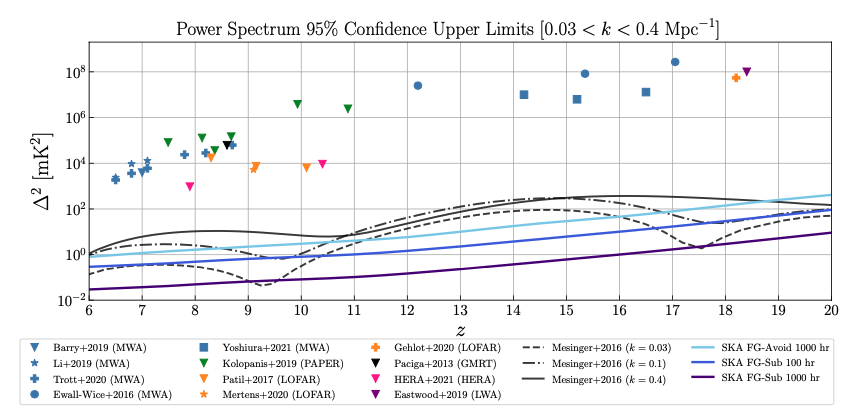 Power Spectrum 95% Confidence Upper Limits [0.03 < k < 0.4 Mpc⁻¹]
Δ² [mK²]
10⁸
10⁶
10⁴
10²
10⁰
10⁻²
6 7 8 9 10 11 12 13 14 15 16 17 18 19 20
z
Barry+2019 (MWA)
Li+2019 (MWA)
Trott+2020 (MWA)
Ewall-Wice+2016 (MWA)
Yoshiura+2021 (MWA)
Kolopanis+2019 (PAPER)
Patil+2017 (LOFAR)
Mertens+2020 (LOFAR)
Gehlot+2020 (LOFAR)
Paciga+2013 (GMRT)
HERA+2021 (HERA)
Eastwood+2019 (LWA)
Mesinger+2016 (k = 0.03)
Mesinger+2016 (k = 0.1)
Mesinger+2016 (k = 0.4)
SKA FG-Avoid 1000 hr
SKA FG-Sub 100 hr
SKA FG-Sub 1000 hr